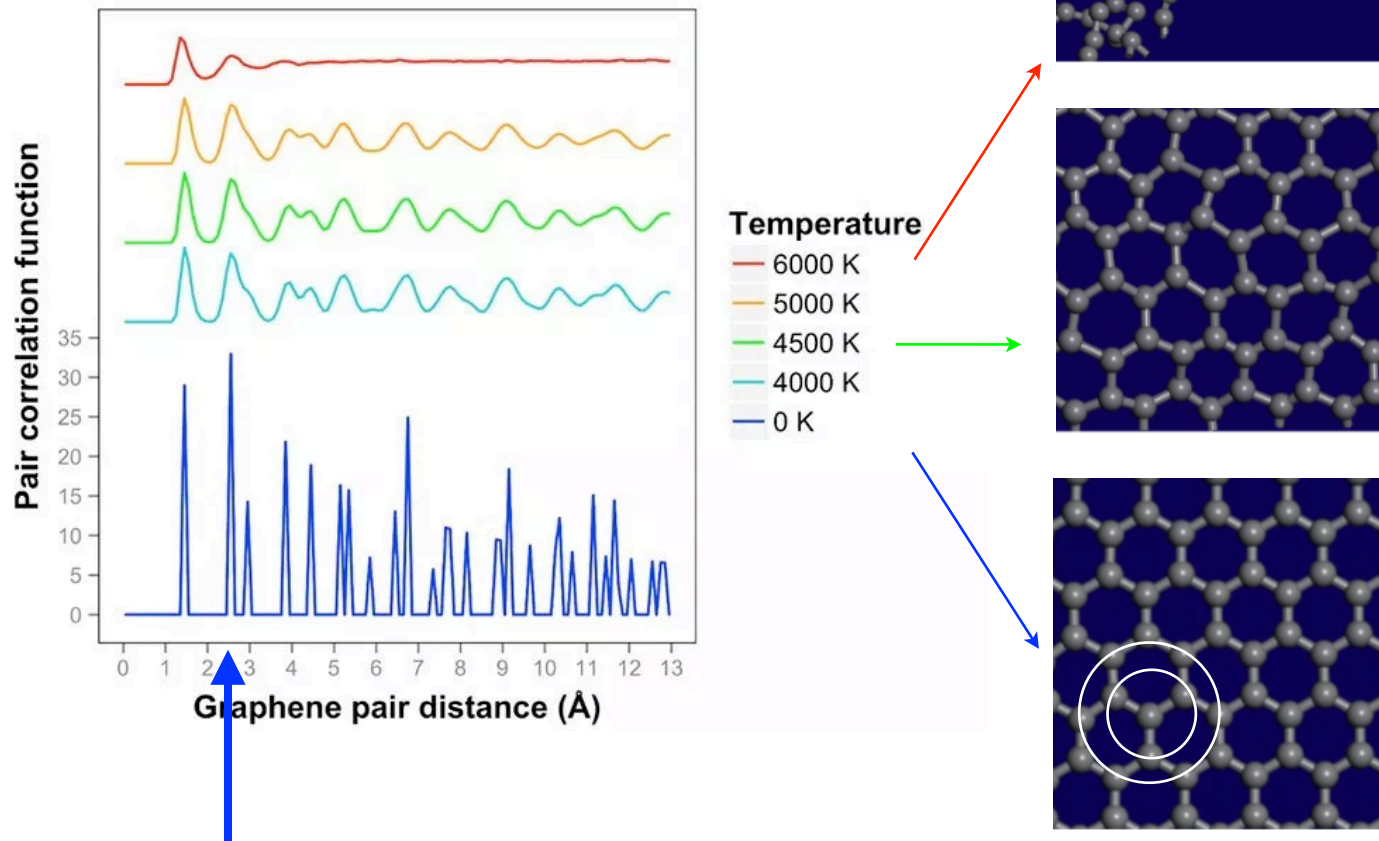 Pair correlation function
35
30
25
20
15
10
5
0
0 1 2 3 4 5 6 7 8 9 10 11 12 13
Graphene pair distance (Å)
Temperature
6000 K
5000 K
4500 K
4000 K
0 K